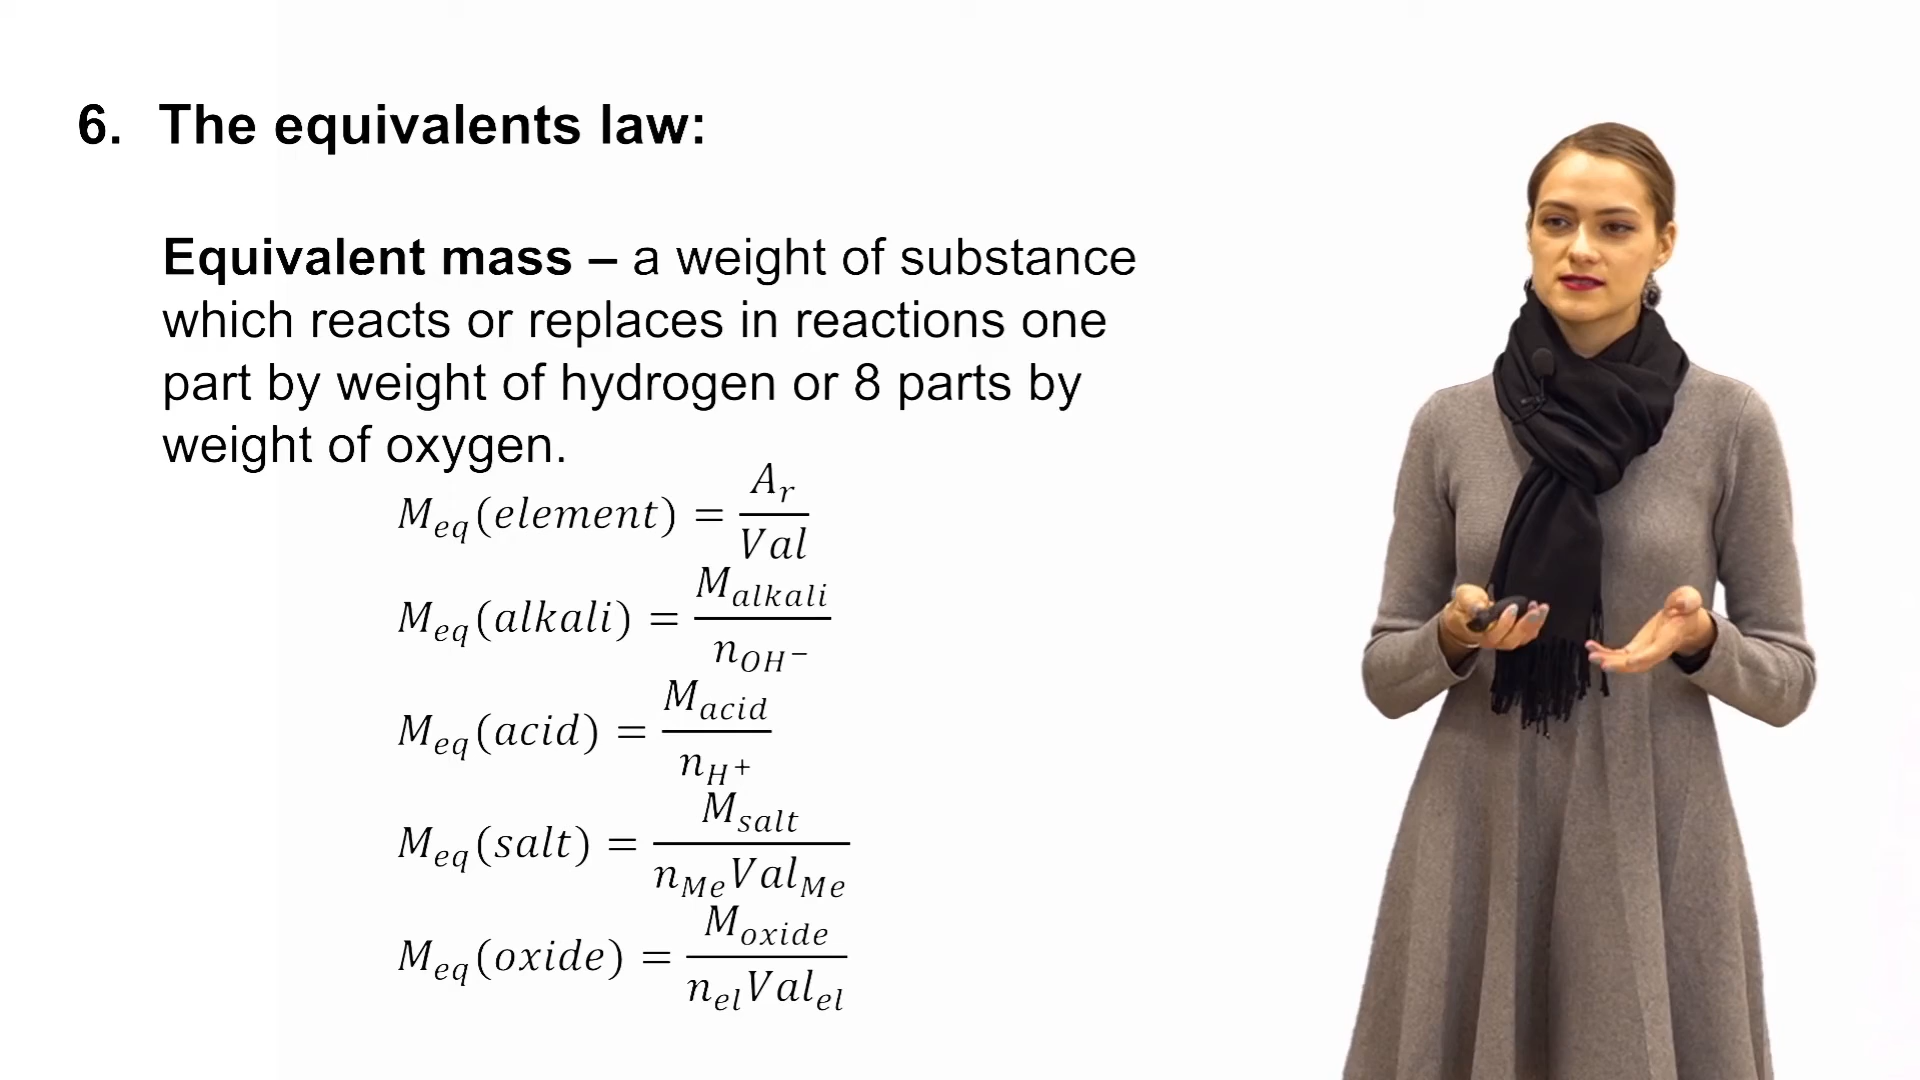 6. The equivalents law:
Equivalent mass – a weight of substance
which reacts or replaces in reactions one
part by weight of hydrogen or 8 parts by
weight of oxygen.
M_eq(element) = A_r / Val
M_eq(alkali) = M_alkali / n_OH⁻
M_eq(acid) = M_acid / n_H⁺
M_eq(salt) = M_salt / n_Me Val_Me
M_eq(oxide) = M_oxide / n_el Val_el